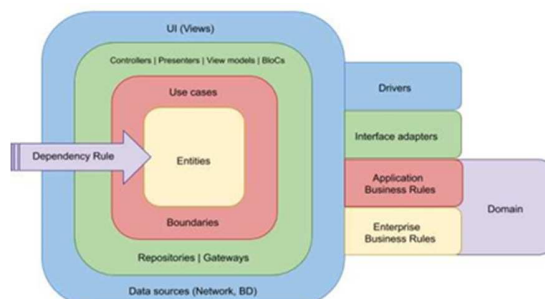 UI (Views)
Controllers | Presenters | View models | BloCs
Use cases
Dependency Rule
Entities
Boundaries
Repositories | Gateways
Data sources (Network, BD)
Drivers
Interface adapters
Application
Business Rules
Enterprise
Business Rules
Domain